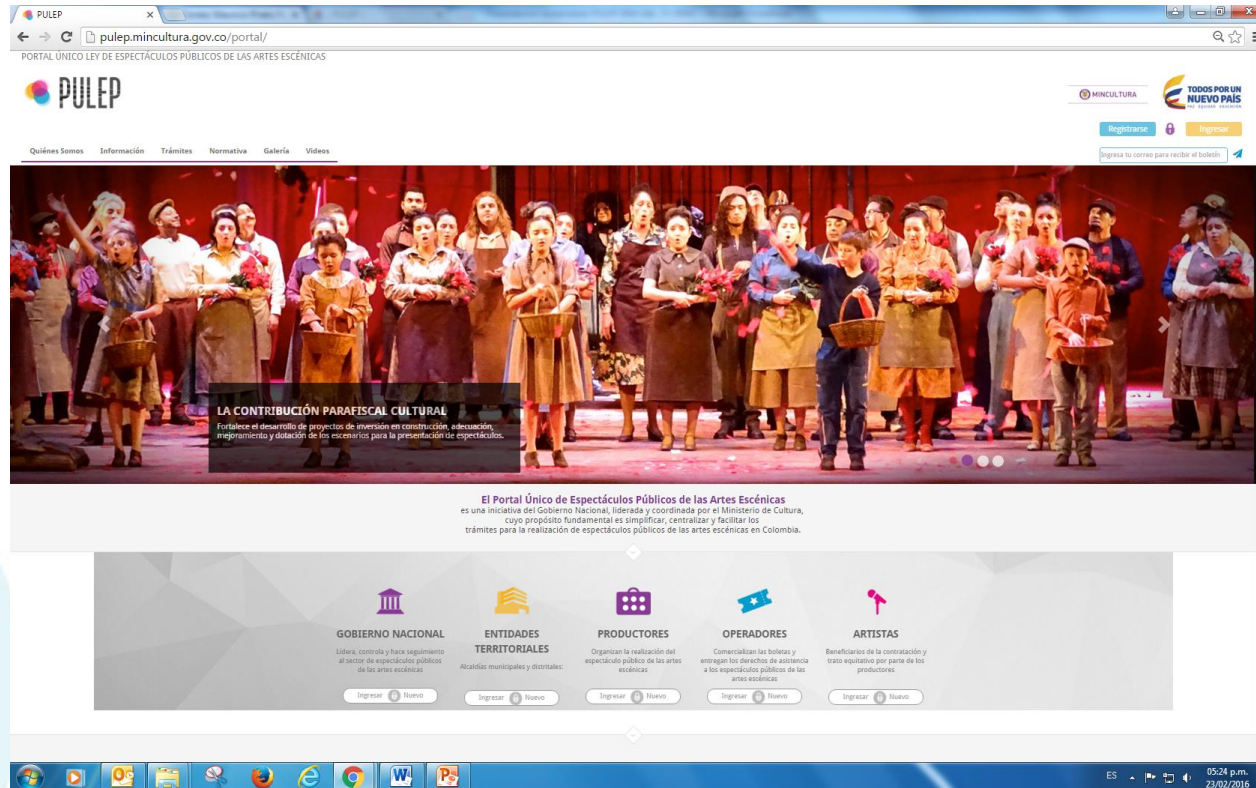 PULEP
pulep.mincultura.gov.co/portal/
PORTAL ÚNICO LEY DE ESPECTÁCULOS PÚBLICOS DE LAS ARTES ESCÉNICAS
PULEP
MINCULTURA
TODOS POR UN
NUEVO PAÍS
PAZ EQUIDAD EDUCACIÓN
Registrarse
Ingresar
Quiénes Somos Información Trámites Normativa Galería Videos
Ingresa tu correo para recibir el boletín
LA CONTRIBUCIÓN PARAFISCAL CULTURAL
Fortalece el desarrollo de proyectos de inversión en construcción, adecuación,
mejoramiento y dotación de los escenarios para la presentación de espectáculos.
El Portal Único de Espectáculos Públicos de las Artes Escénicas
es una iniciativa del Gobierno Nacional, liderada y coordinada por el Ministerio de Cultura,
cuyo propósito fundamental es simplificar, centralizar y facilitar los
trámites para la realización de espectáculos públicos de las artes escénicas en Colombia.
GOBIERNO NACIONAL
Lidera, controla y hace seguimiento
al sector de espectáculos públicos
de las artes escénicas
Ingresar Nuevo
ENTIDADES
TERRITORIALES
Alcaldías municipales y distritales:
Ingresar Nuevo
PRODUCTORES
Organizan la realización del
espectáculo público de las artes
escénicas
Ingresar Nuevo
OPERADORES
Comercializan las boletas y
entregan los derechos de asistencia
a los espectáculos públicos de las
artes escénicas
Ingresar Nuevo
ARTISTAS
Beneficiarios de la contratación y
trato equitativo por parte de los
productores
Ingresar Nuevo
ES
05:24 p.m.
23/02/2016